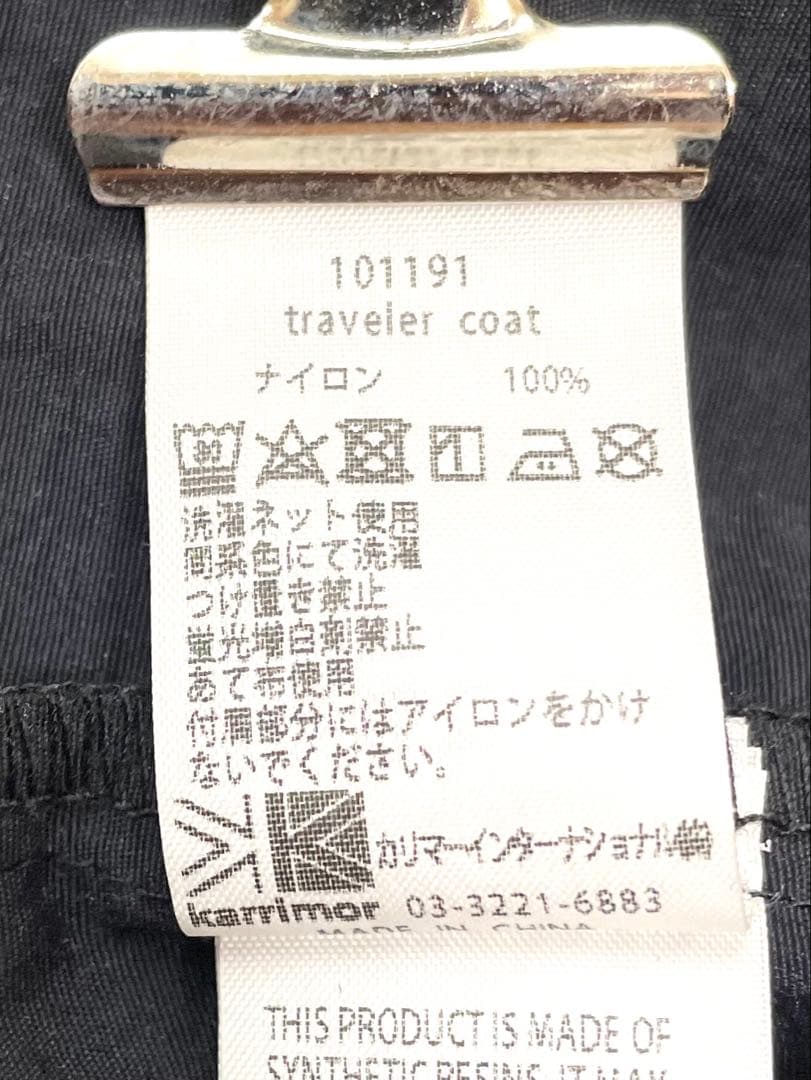 101191
traveler coat
ナイロン 100%
洗濯ネット使用
同系色にて洗濯
つけ置き禁止
蛍光増白剤禁止
あて布使用
付属部分にはアイロンをかけ
ないでください。
カリマーインターナショナル㈱
karrimor 03-3221-6883
MADE IN CHINA
THIS PRODUCT IS MADE OF
SYNTHETIC RESINS. IT MAY